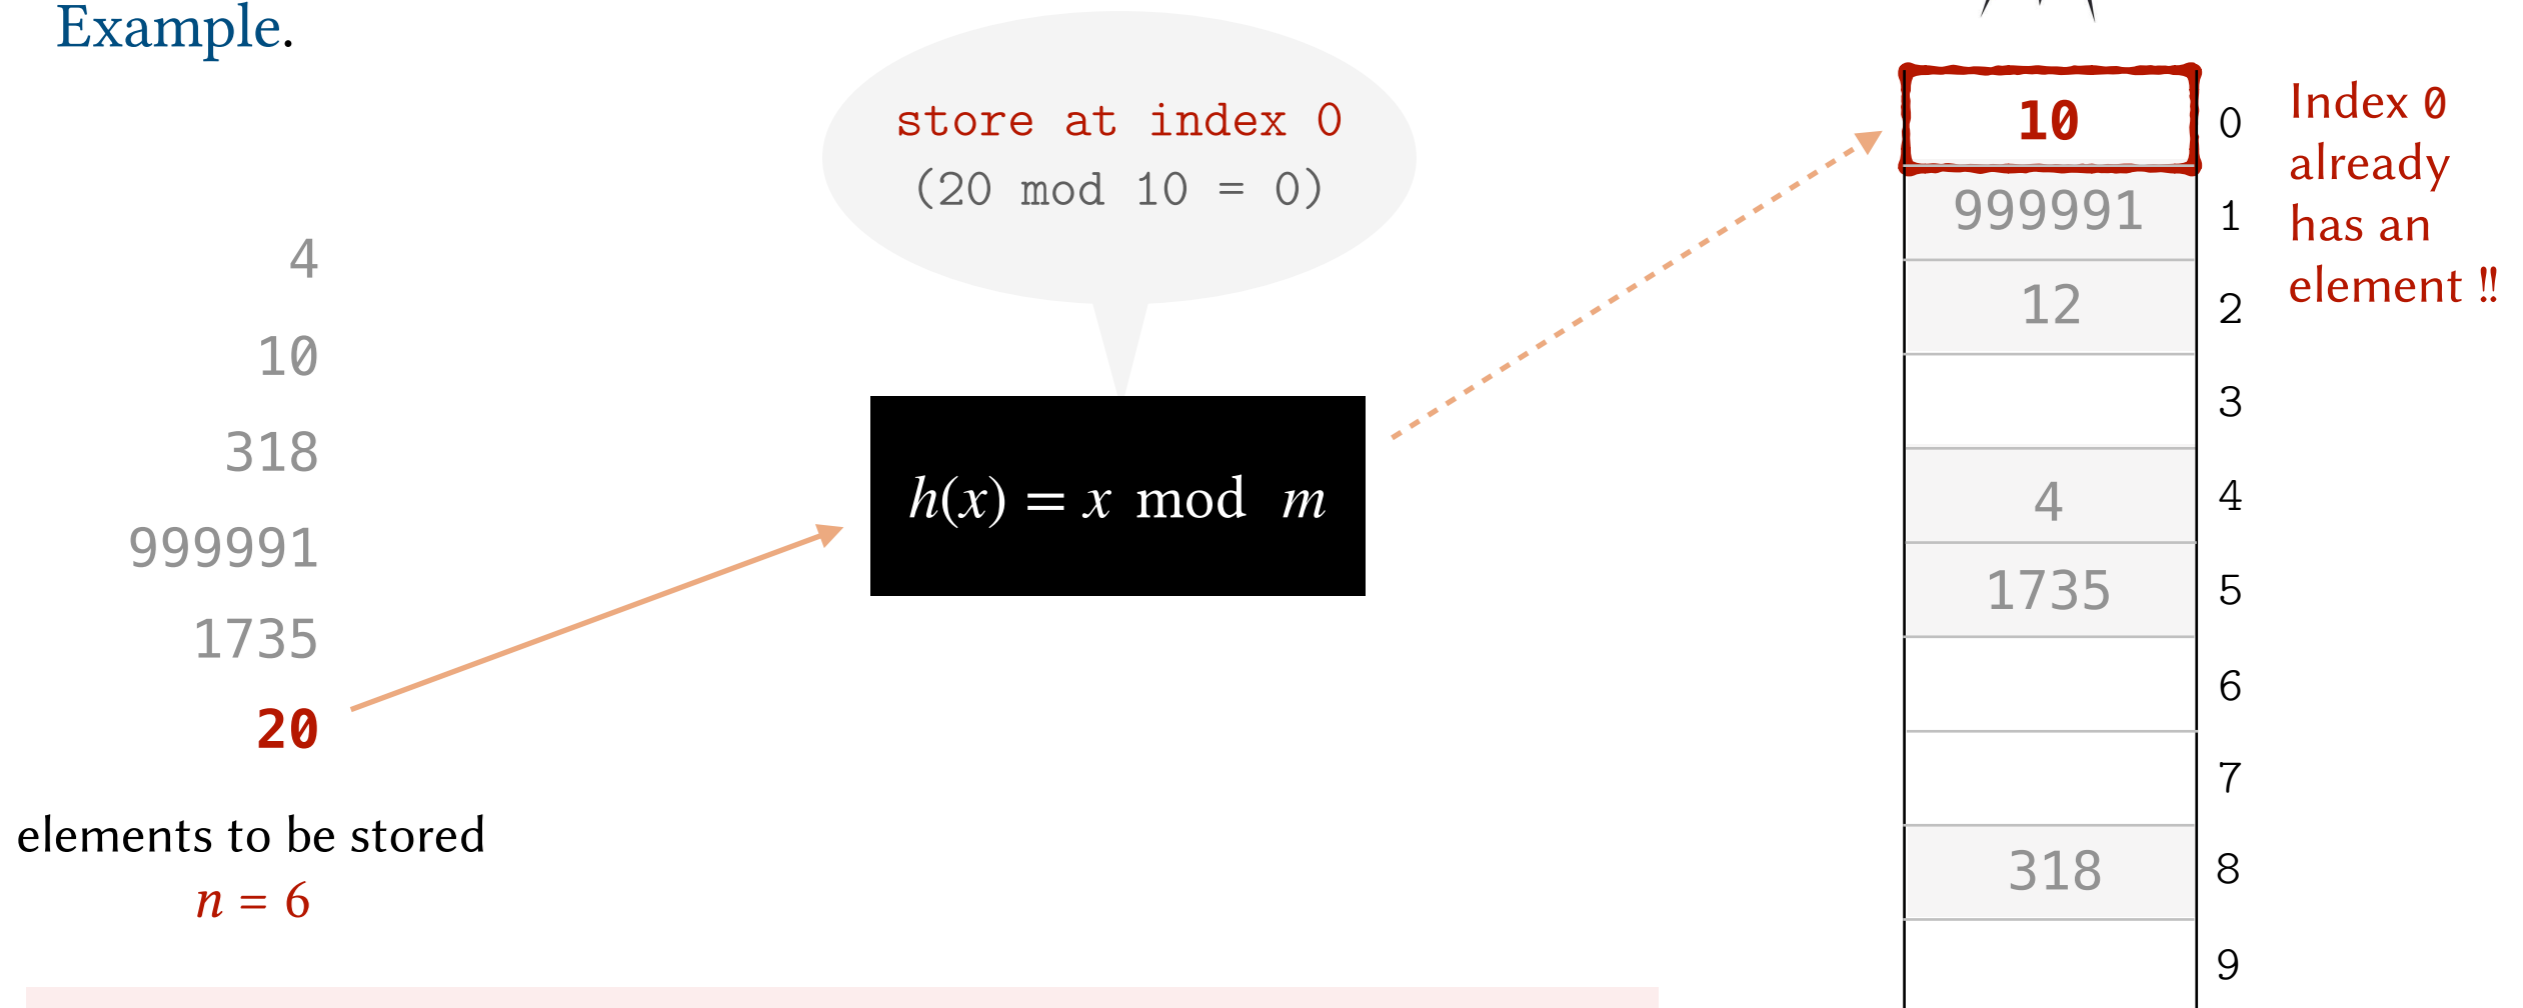 Example.
4
10
318
999991
1735
20
elements to be stored
n = 6
store at index 0
(20 mod 10 = 0)
h(x) = x mod m
10 0
999991 1
12 2
3
4 4
1735 5
6
7
318 8
9
Index 0
already
has an
element !!